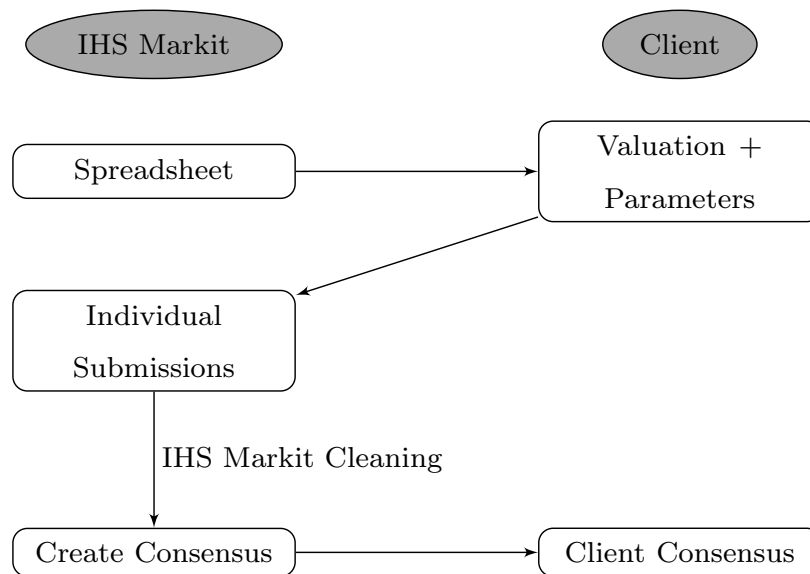 IHS Markit
Client
Spreadsheet
Valuation +
Parameters
Individual
Submissions
IHS Markit Cleaning
Create Consensus
Client Consensus